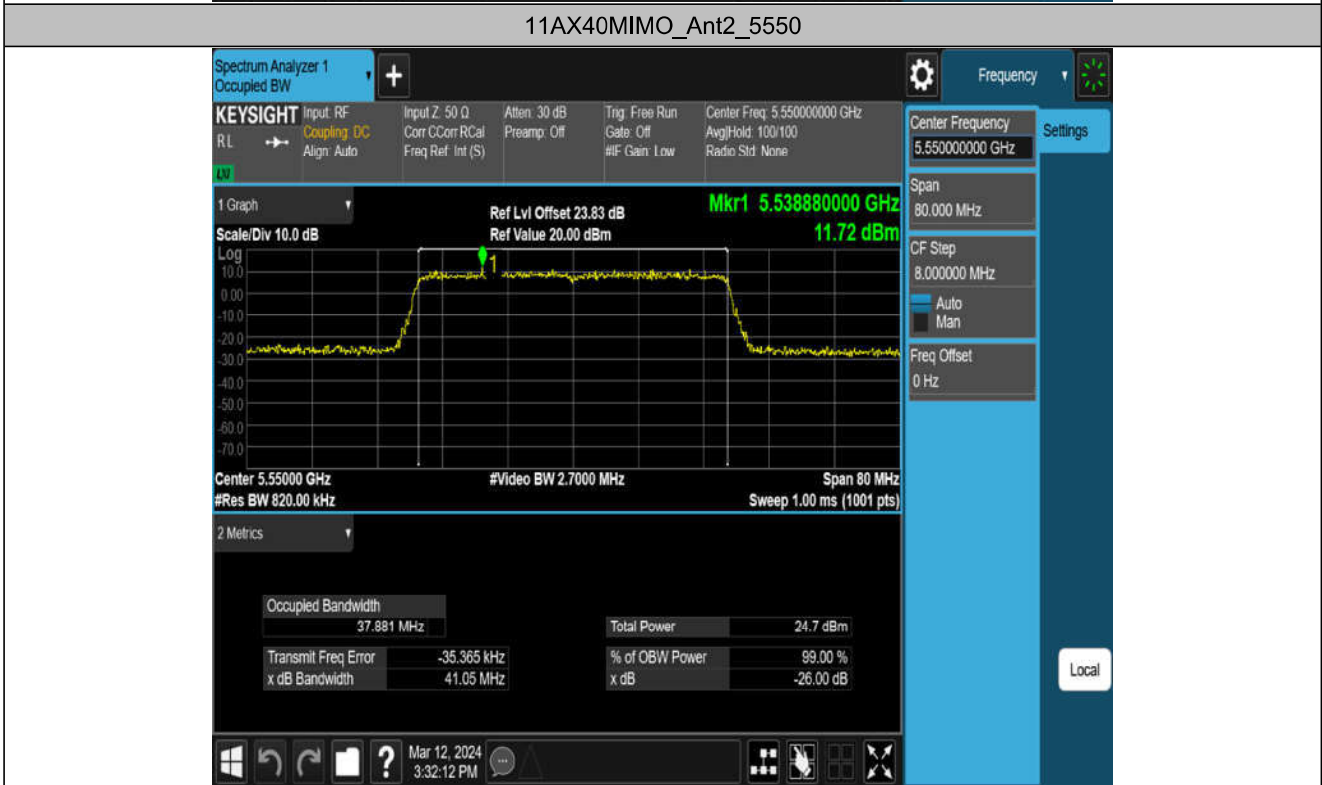 11AX40MIMO_Ant2_5550
Spectrum Analyzer 1
Occupied BW
Frequency
KEYSIGHT
R L
Input: RF
Coupling: DC
Align: Auto
Input Z: 50 Ω
Corr CCorr RCal
Freq Ref: Int (S)
Atten: 30 dB
Preamp: Off
Trig: Free Run
Gate: Off
#IF Gain: Low
Center Freq: 5.550000000 GHz
Avg|Hold: 100/100
Radio Std: None
Center Frequency
5.550000000 GHz
Settings
Span
80.000 MHz
CF Step
8.000000 MHz
Auto
Man
Freq Offset
0 Hz
1 Graph
Scale/Div 10.0 dB
Ref Lvl Offset 23.83 dB
Ref Value 20.00 dBm
Mkr1 5.538880000 GHz
11.72 dBm
Log
10.0
0.00
-10.0
-20.0
-30.0
-40.0
-50.0
-60.0
-70.0
1
Center 5.55000 GHz
#Video BW 2.7000 MHz
Span 80 MHz
#Res BW 820.00 kHz
Sweep 1.00 ms (1001 pts)
2 Metrics
Occupied Bandwidth
37.881 MHz
Total Power 24.7 dBm
Transmit Freq Error -35.365 kHz
% of OBW Power 99.00 %
x dB Bandwidth 41.05 MHz
x dB -26.00 dB
Local
Mar 12, 2024
3:32:12 PM